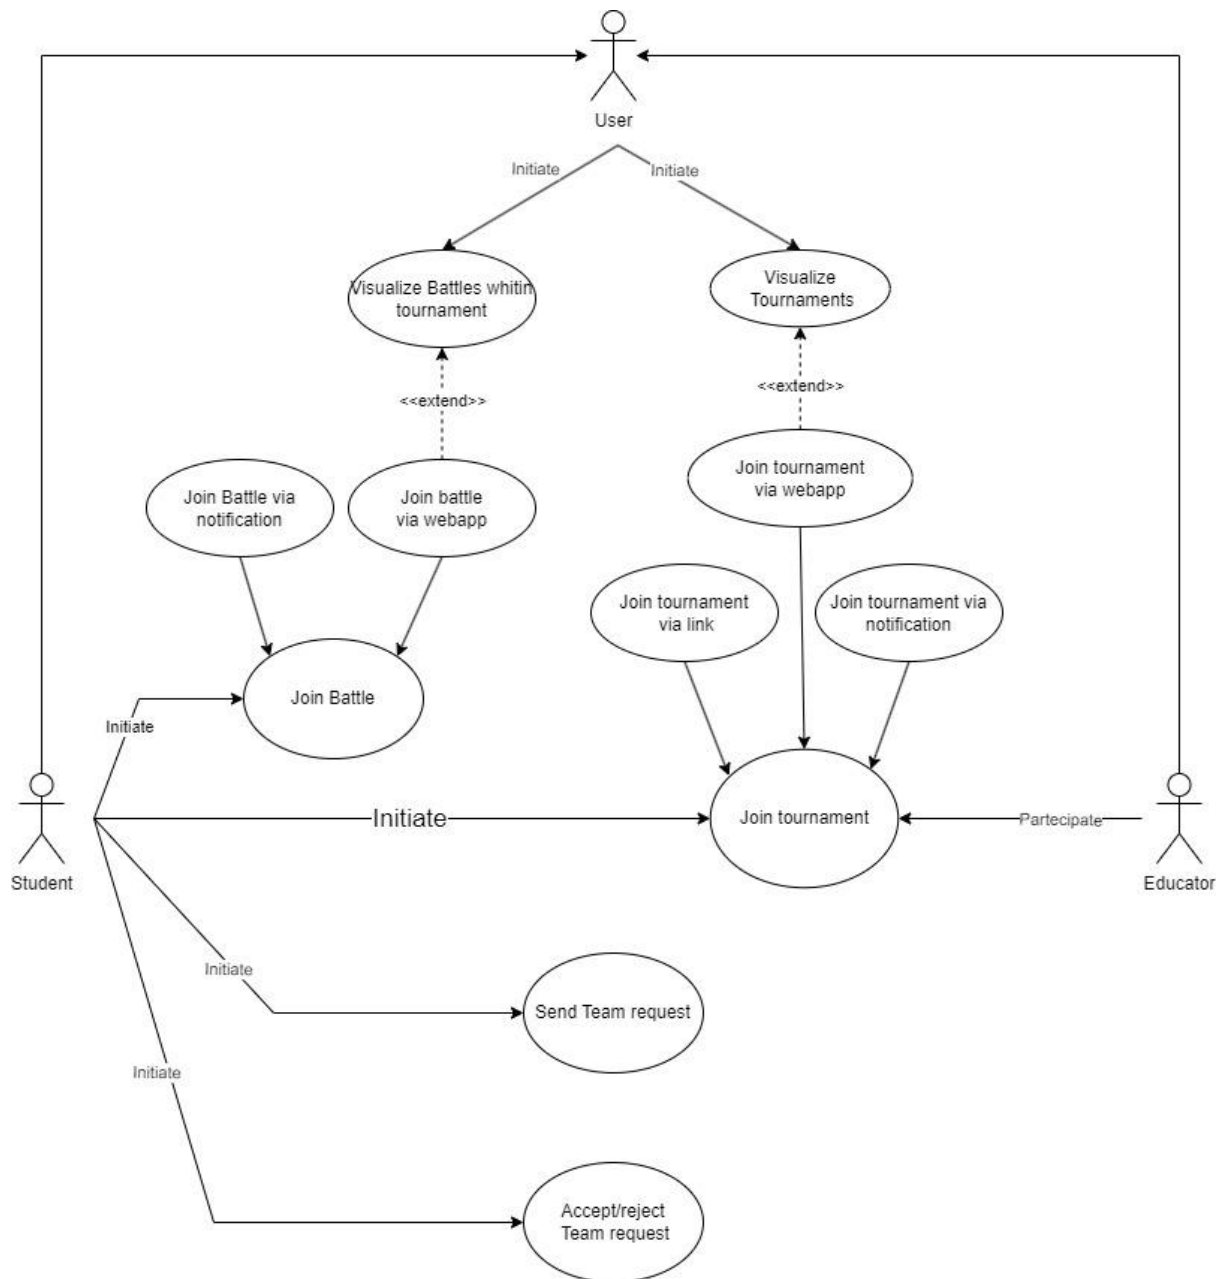 User
Initiate
Initiate
Visualize Battles whitin
tournament
Visualize
Tournaments
<<extend>>
<<extend>>
Join tournament
via webapp
Join Battle via
notification
Join battle
via webapp
Join tournament
via link
Join tournament via
notification
Join Battle
Initiate
Initiate
Join tournament
Partecipate
Student
Educator
Initiate
Send Team request
Initiate
Accept/reject
Team request